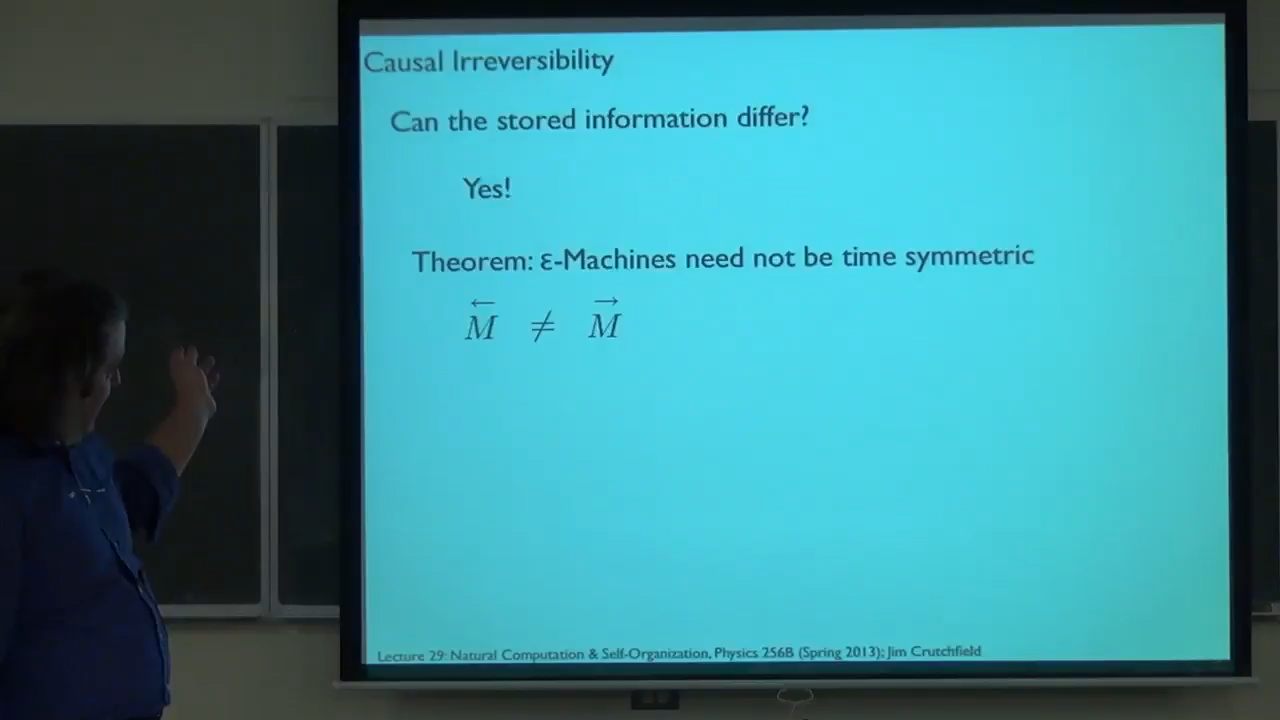 Causal Irreversibility
Can the stored information differ?
Yes!
Theorem: ε-Machines need not be time symmetric
←M ≠ →M
Lecture 29: Natural Computation & Self-Organization, Physics 256B (Spring 2013); Jim Crutchfield